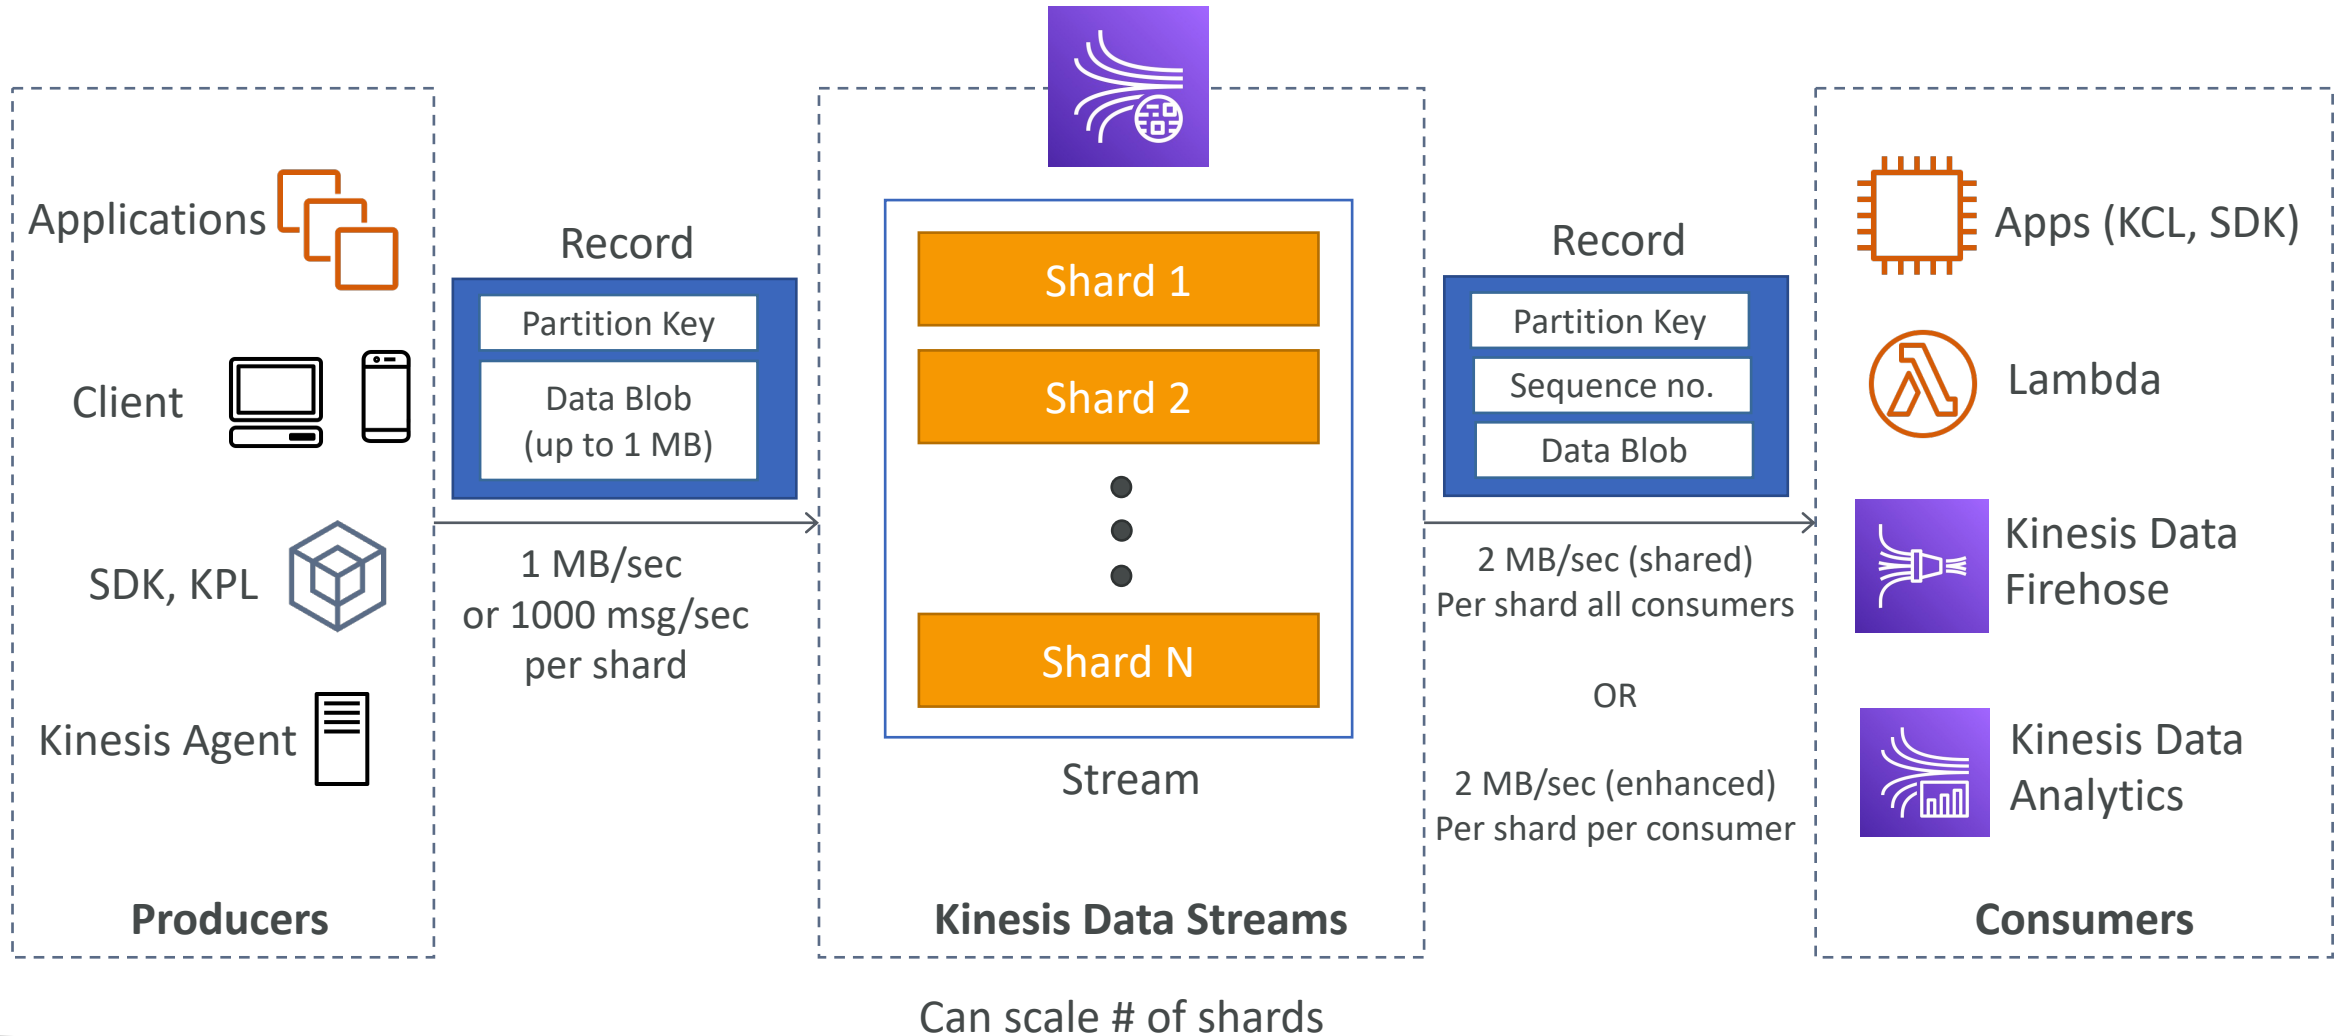 Applications
Client
SDK, KPL
Kinesis Agent
Producers
Record
Partition Key
Data Blob
(up to 1 MB)
1 MB/sec
or 1000 msg/sec
per shard
Shard 1
Shard 2
Shard N
Stream
Kinesis Data Streams
Can scale # of shards
Record
Partition Key
Sequence no.
Data Blob
2 MB/sec (shared)
Per shard all consumers
OR
2 MB/sec (enhanced)
Per shard per consumer
Apps (KCL, SDK)
Lambda
Kinesis Data
Firehose
Kinesis Data
Analytics
Consumers